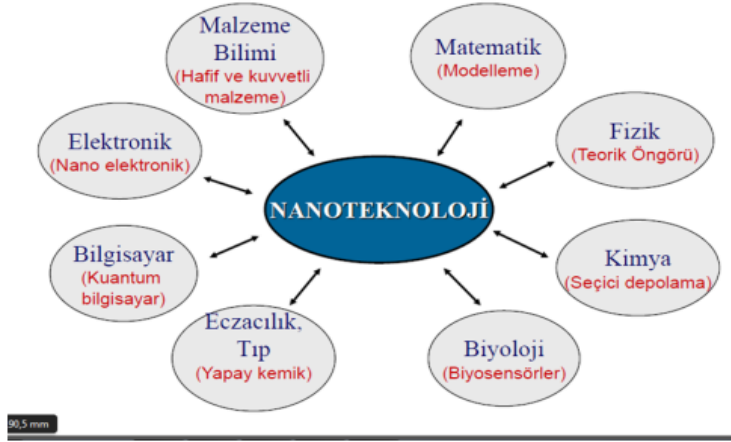 Malzeme
Bilimi
(Hafif ve kuvvetli
malzeme)
Matematik
(Modelleme)
Elektronik
(Nano elektronik)
Fizik
(Teorik Öngörü)
NANOTEKNOLOJİ
Bilgisayar
(Kuantum
bilgisayar)
Kimya
(Seçici depolama)
Eczacılık,
Tıp
(Yapay kemik)
Biyoloji
(Biyosensörler)
90,5 mm